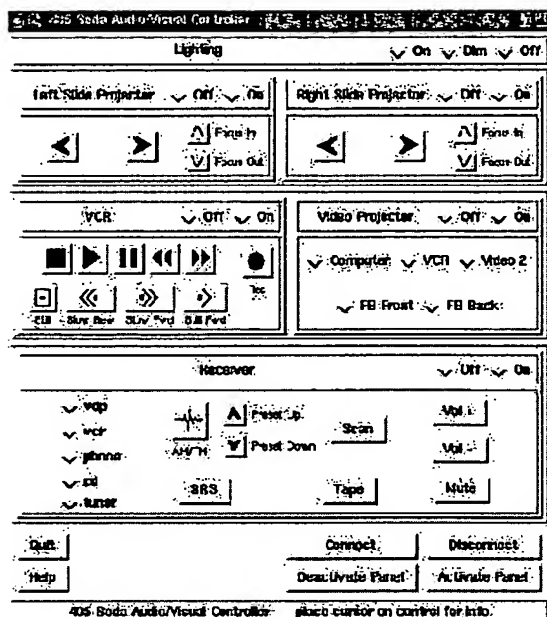 405 Soda Audio/Visual Controller
Lighting On Dim Off
Left Slide Projector Off On
Right Slide Projector Off On
Focus In
Focus Out
Focus In
Focus Out
VCR Off On
Video Projector Off On
Computer VCR Video 2
FB Front FB Back
Rec
Still Slow Rev Slow Fwd Still Fwd
Receiver Off On
vdp
vcr
phono
cd
tuner
AM/FM
Preset Up
Preset Down
Scan
Vol +
Vol -
SRS Tape Mute
Quit Connect Disconnect
Help Deactivate Panel Activate Panel
405 Soda Audio/Visual Controller place cursor on control for info.